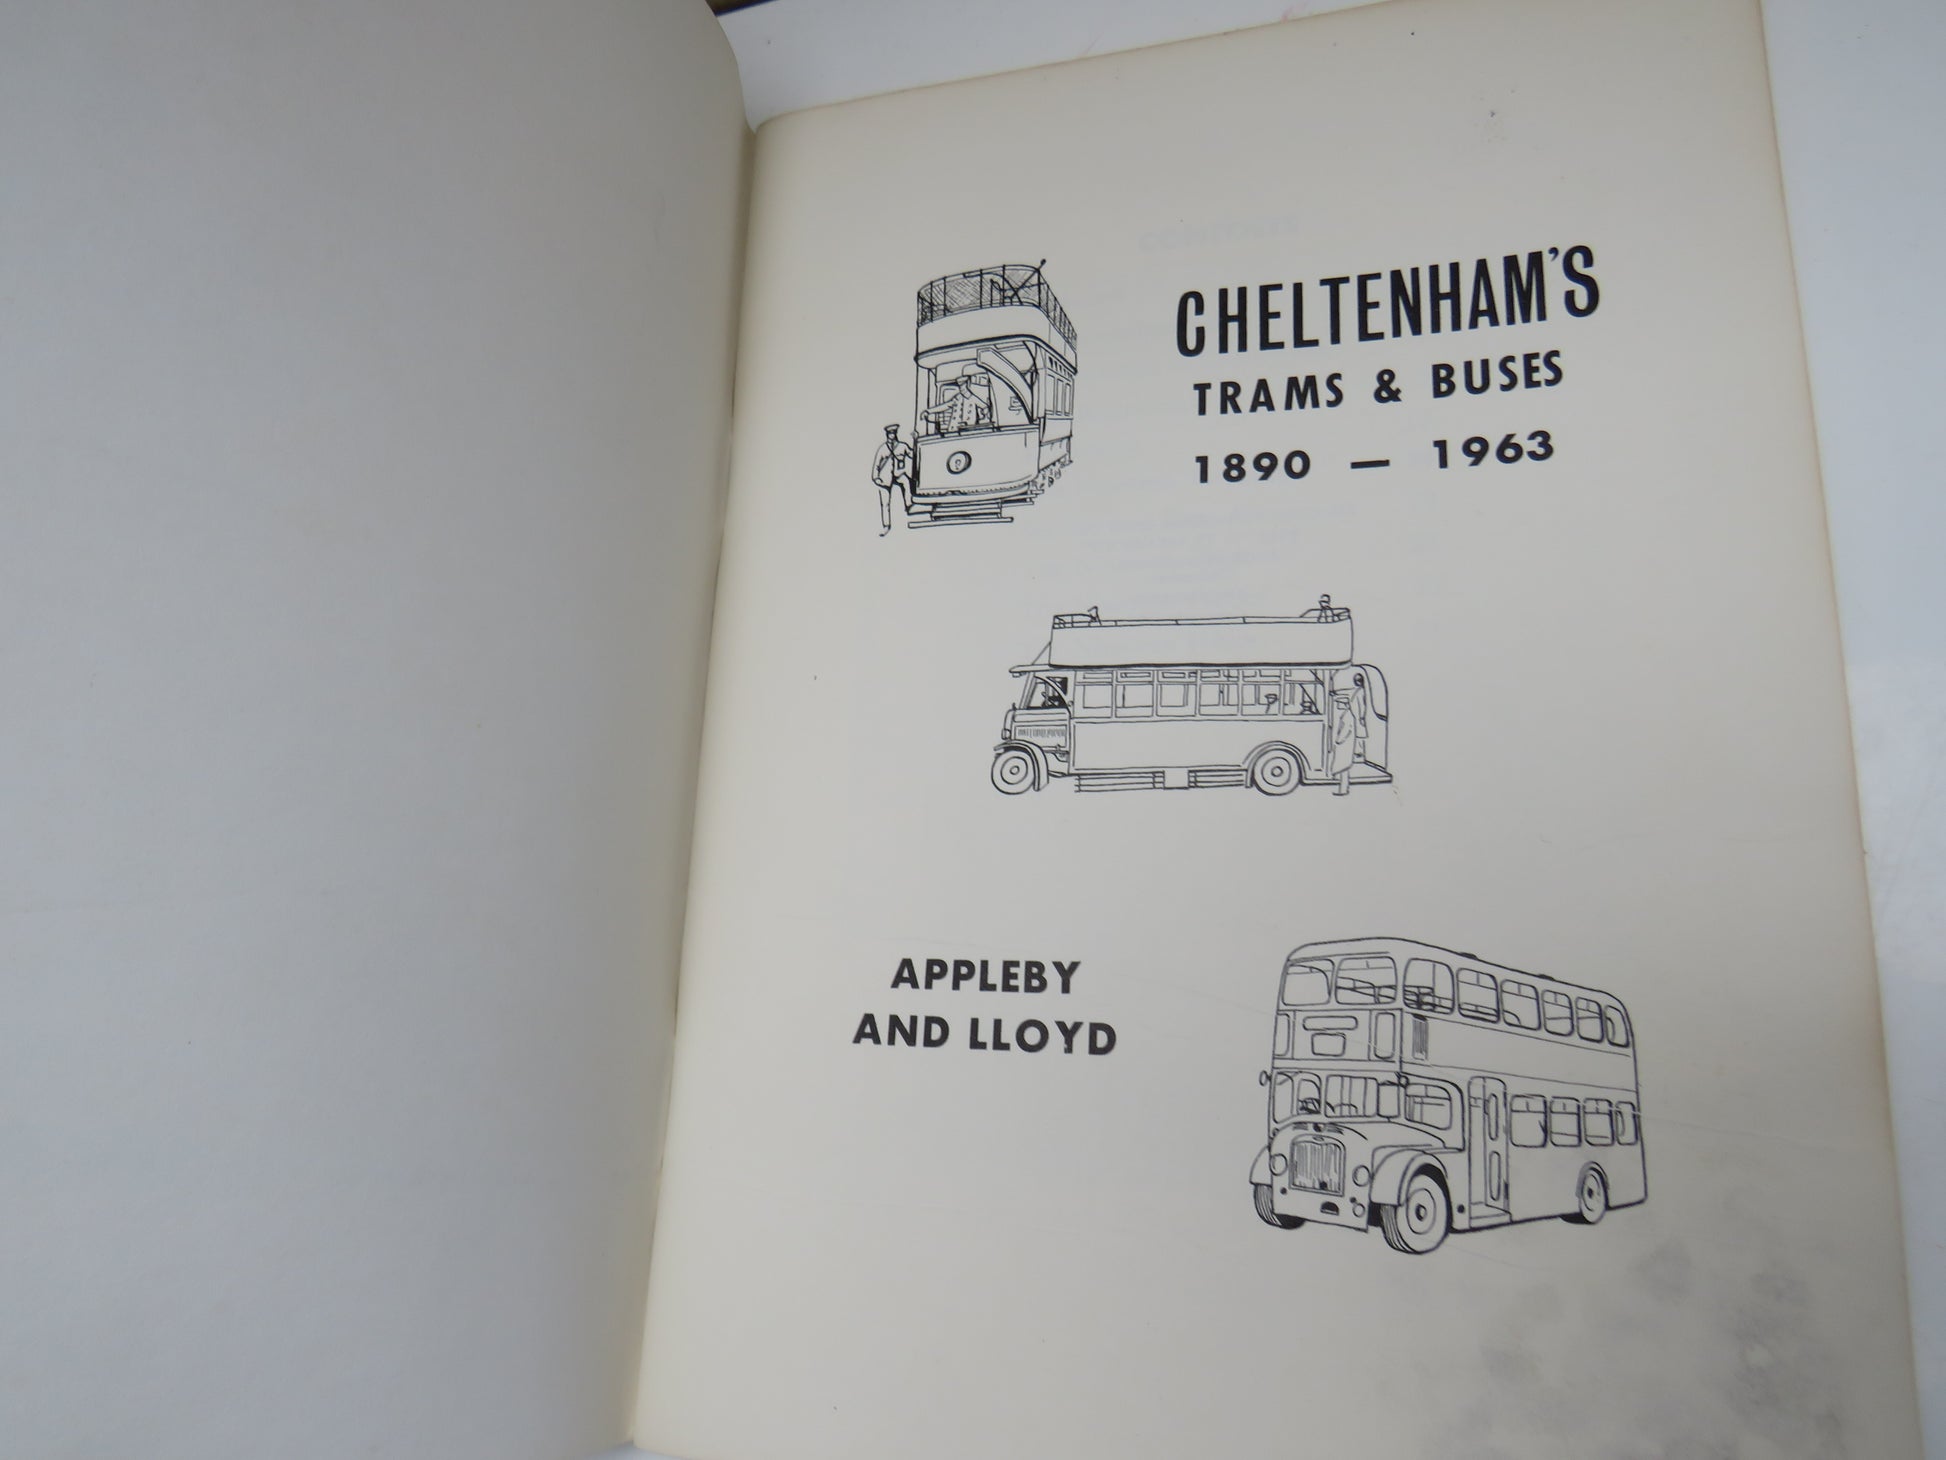 CHELTENHAM'S
TRAMS & BUSES
1890 — 1963
APPLEBY
AND LLOYD